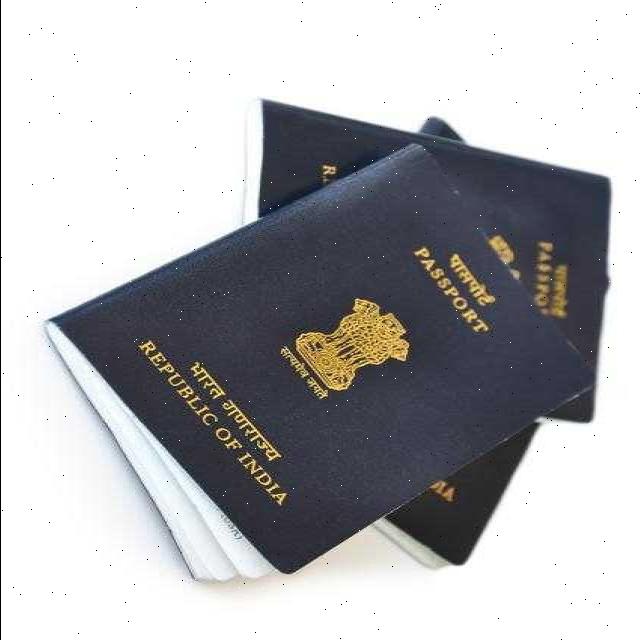 पासपोर्ट
PASSPORT
सत्यमेव जयते
भारत गणराज्य
REPUBLIC OF INDIA